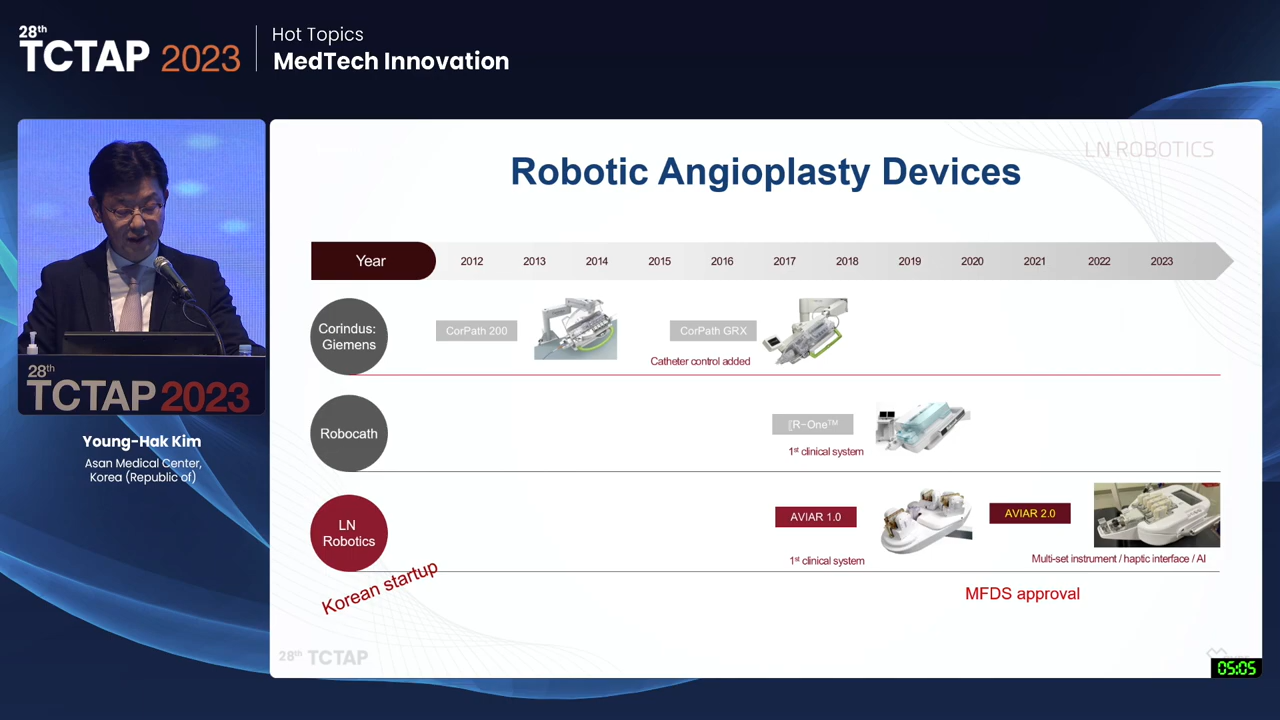 28th
TCTAP 2023
Hot Topics
MedTech Innovation
28th
TCTAP 2023
Young-Hak Kim
Asan Medical Center,
Korea (Republic of)
LN ROBOTICS
Robotic Angioplasty Devices
Year 2012 2013 2014 2015 2016 2017 2018 2019 2020 2021 2022 2023
Corindus:
Giemens
CorPath 200
CorPath GRX
Catheter control added
Robocath
R-One™
1st clinical system
LN
Robotics
AVIAR 1.0
AVIAR 2.0
1st clinical system
Multi-set instrument / haptic interface / AI
Korean startup
MFDS approval
28th TCTAP
05:05